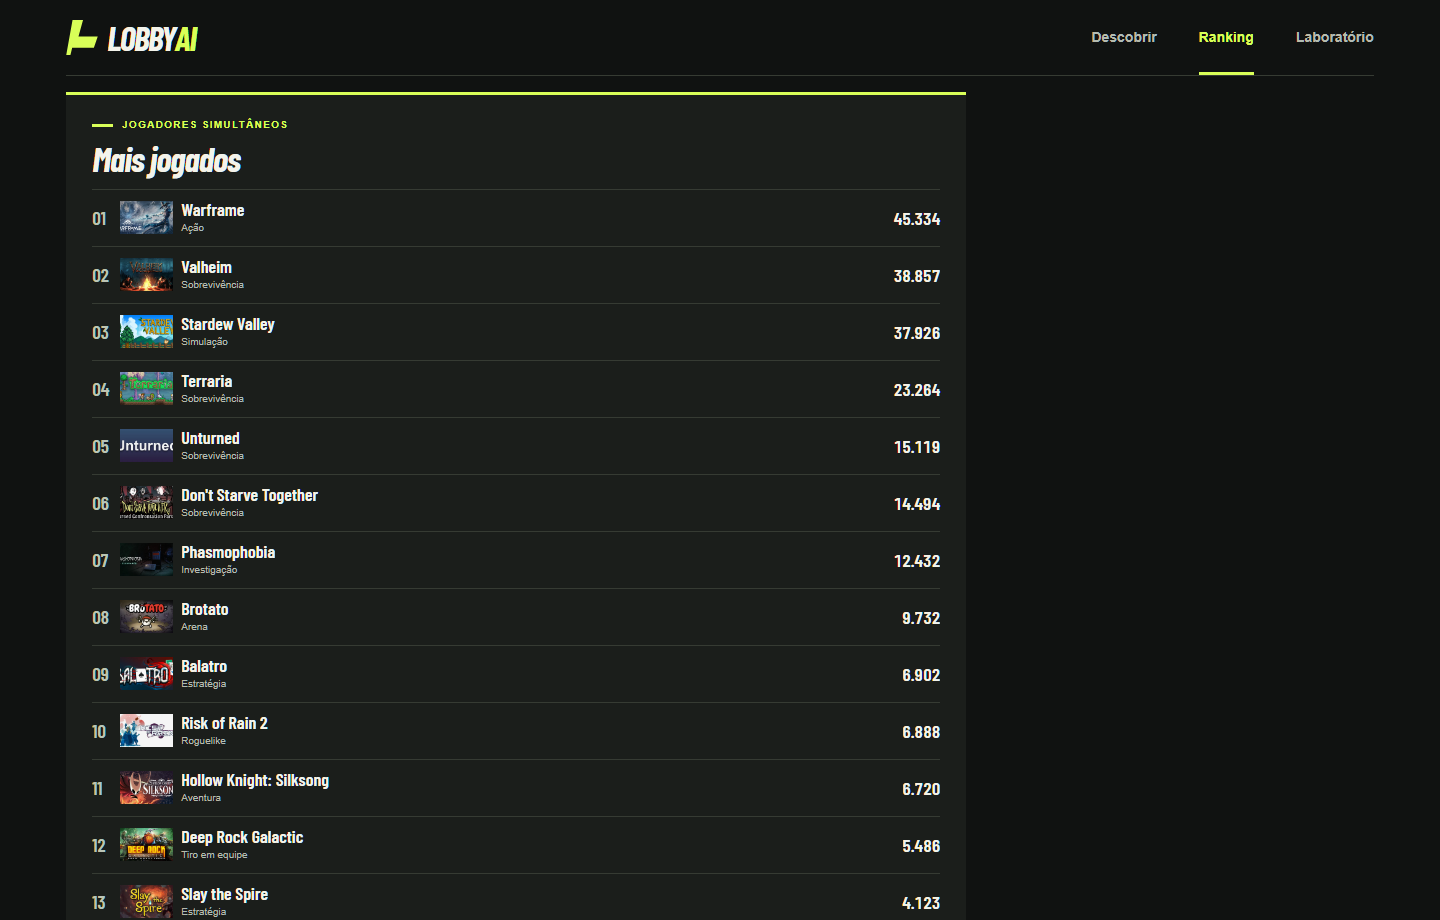 LOBBYAI
Descobrir
Ranking
Laboratório
JOGADORES SIMULTÂNEOS
Mais jogados
01
Warframe
Ação
45.334
02
Valheim
Sobrevivência
38.857
03
Stardew Valley
Simulação
37.926
04
Terraria
Sobrevivência
23.264
05
Unturned
Unturned
Sobrevivência
15.119
06
Don't Starve Together
Sobrevivência
14.494
07
Phasmophobia
Investigação
12.432
08
BROTATO
Brotato
Arena
9.732
09
BALATRO
Balatro
Estratégia
6.902
10
Risk of Rain 2
Roguelike
6.888
11
SILKSON
Hollow Knight: Silksong
Aventura
6.720
12
DEEP ROCK
Deep Rock Galactic
Tiro em equipe
5.486
13
Slay the Spire
Slay the Spire
Estratégia
4.123